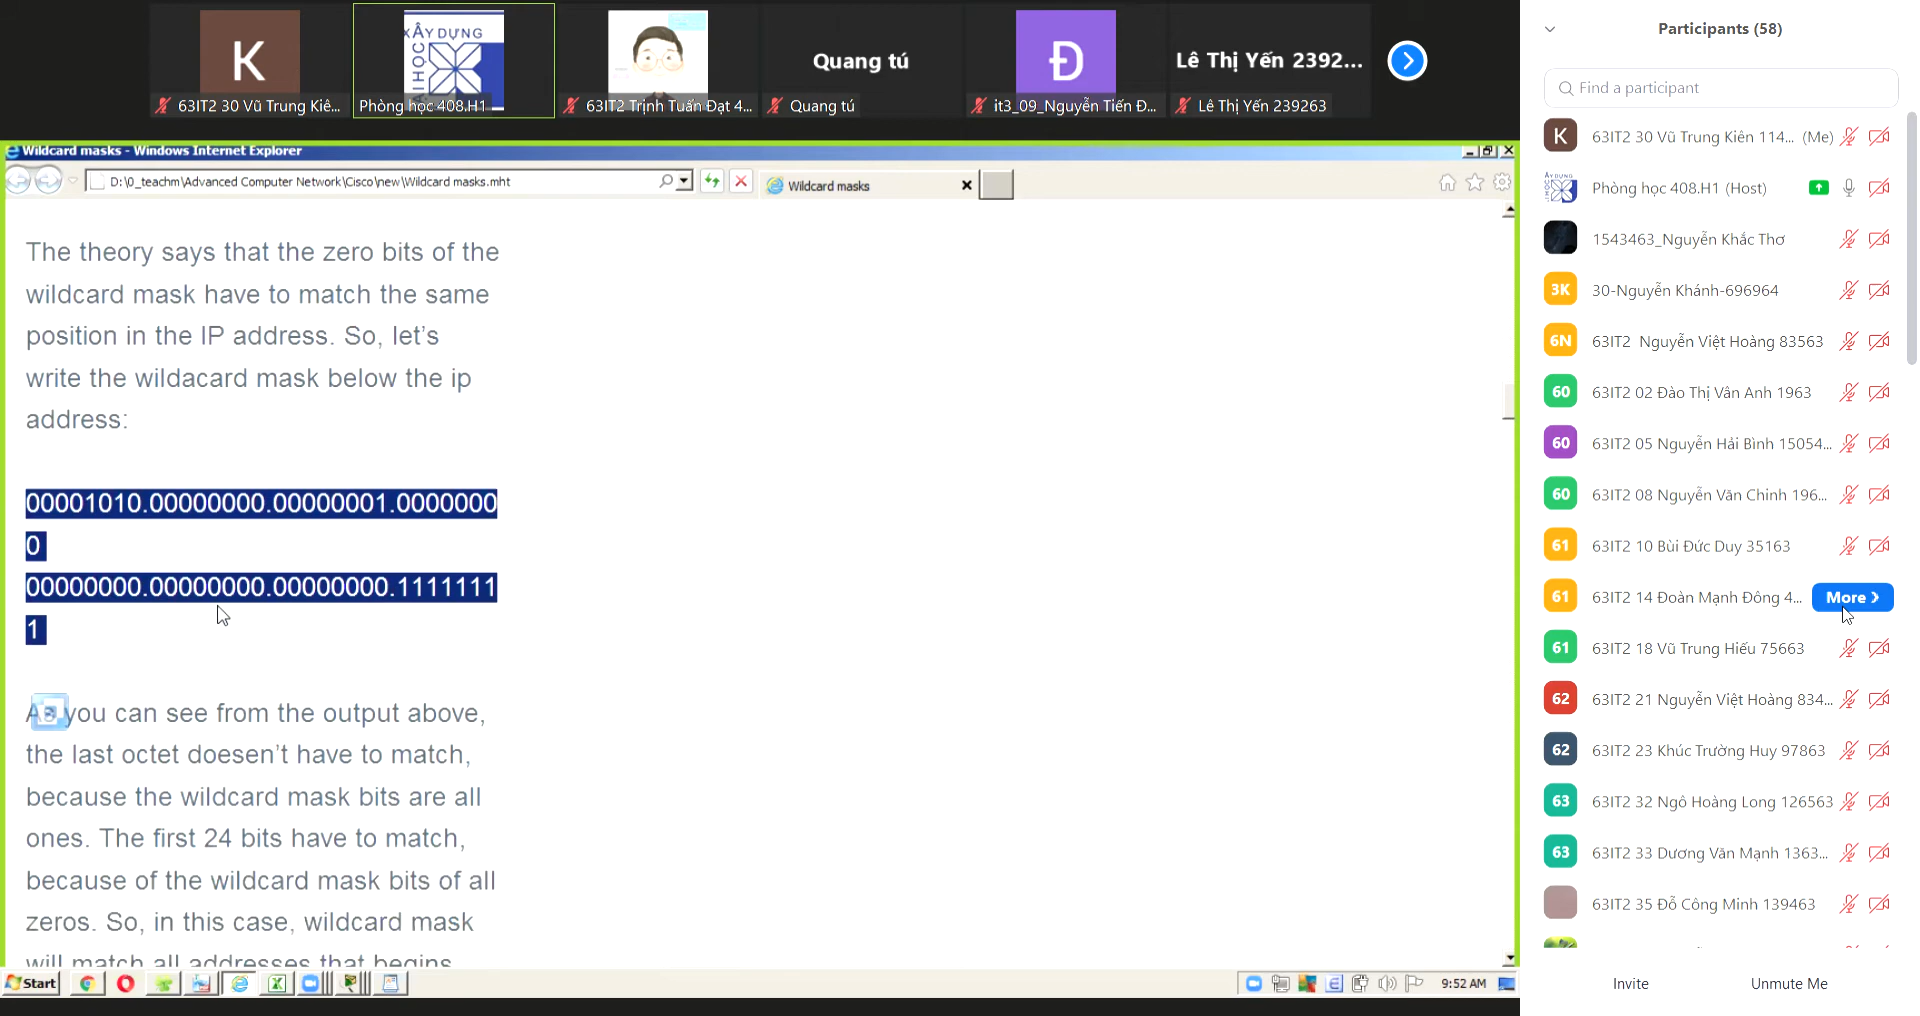 K
XÂY DỰNG
Quang tú
Đ
Lê Thị Yến 2392...
63IT2 30 Vũ Trung Kiê...
Phòng học 408.H1
63IT2 Trịnh Tuấn Đạt 4...
Quang tú
it3_09_Nguyễn Tiến Đ...
Lê Thị Yến 239263
Wildcard masks - Windows Internet Explorer
D:\0_teachm\Advanced Computer Network\Cisco\new\Wildcard masks.mht
Wildcard masks
The theory says that the zero bits of the
wildcard mask have to match the same
position in the IP address. So, let’s
write the wildacard mask below the ip
address:
00001010.00000000.00000001.0000000
0
00000000.00000000.00000000.1111111
1
As you can see from the output above,
the last octet doesen’t have to match,
because the wildcard mask bits are all
ones. The first 24 bits have to match,
because of the wildcard mask bits of all
zeros. So, in this case, wildcard mask
will match all addresses that begins
Start
9:52 AM
Participants (58)
Find a participant
K 63IT2 30 Vũ Trung Kiên 114... (Me)
Phòng học 408.H1 (Host)
1543463_Nguyễn Khắc Thơ
3K 30-Nguyễn Khánh-696964
6N 63IT2 Nguyễn Việt Hoàng 83563
60 63IT2 02 Đào Thị Vân Anh 1963
60 63IT2 05 Nguyễn Hải Bình 15054...
60 63IT2 08 Nguyễn Văn Chinh 196...
61 63IT2 10 Bùi Đức Duy 35163
61 63IT2 14 Đoàn Mạnh Đông 4... More
61 63IT2 18 Vũ Trung Hiếu 75663
62 63IT2 21 Nguyễn Việt Hoàng 834...
62 63IT2 23 Khúc Trường Huy 97863
63 63IT2 32 Ngô Hoàng Long 126563
63 63IT2 33 Dương Văn Mạnh 1363...
63IT2 35 Đỗ Công Minh 139463
Invite
Unmute Me